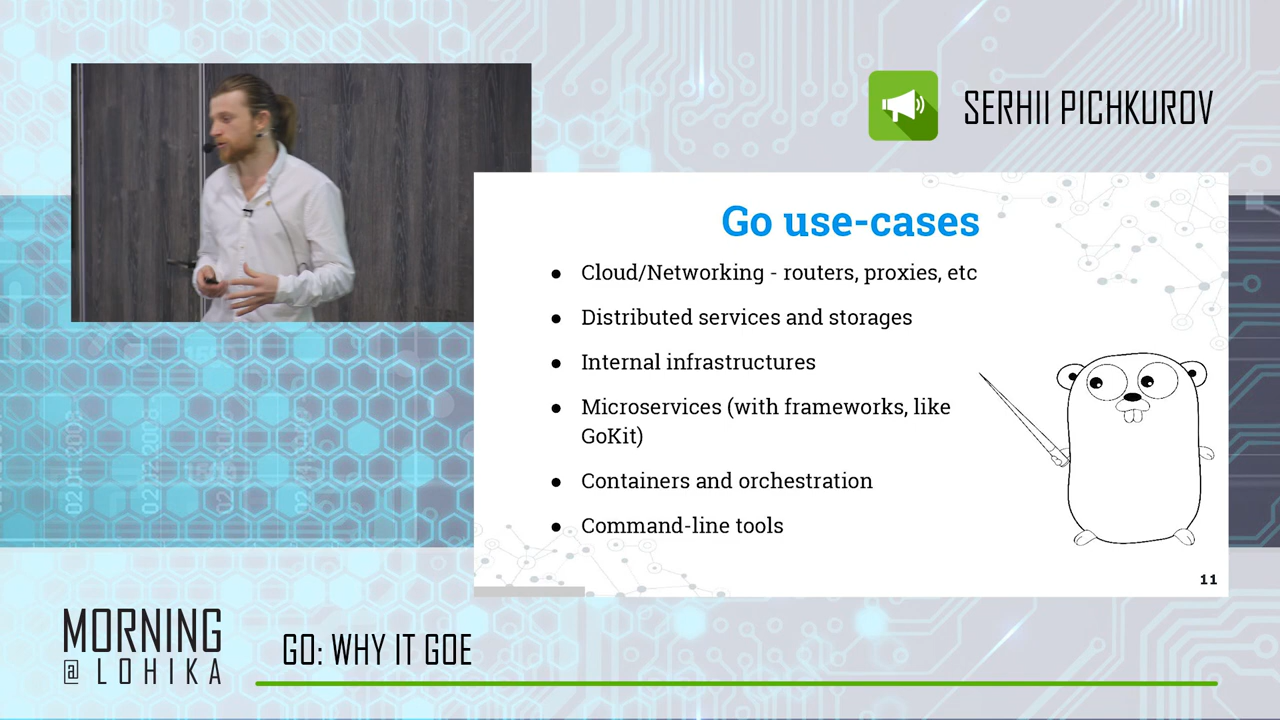 SERHII PICHKUROV
Go use-cases
● Cloud/Networking - routers, proxies, etc
● Distributed services and storages
● Internal infrastructures
● Microservices (with frameworks, like
GoKit)
● Containers and orchestration
● Command-line tools
11
MORNING
@ LOHIKA
GO: WHY IT GOE